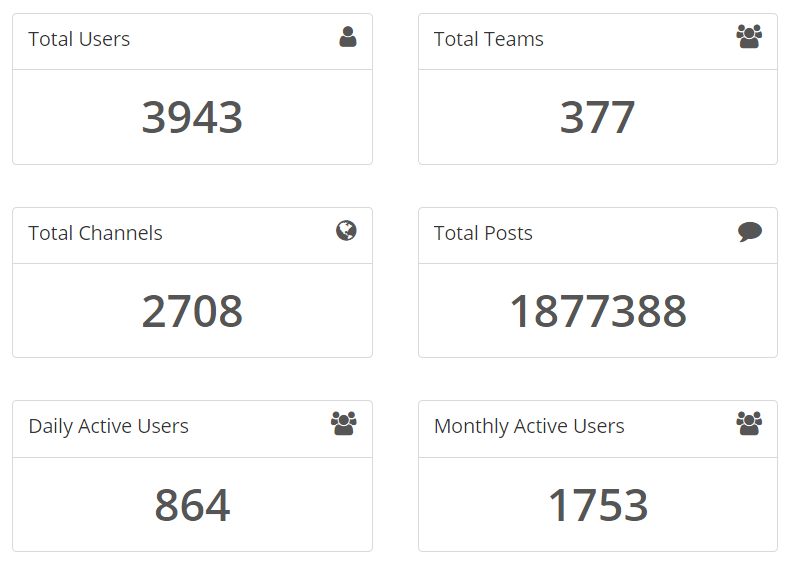 Total Users
3943
Total Teams
377
Total Channels
2708
Total Posts
1877388
Daily Active Users
864
Monthly Active Users
1753